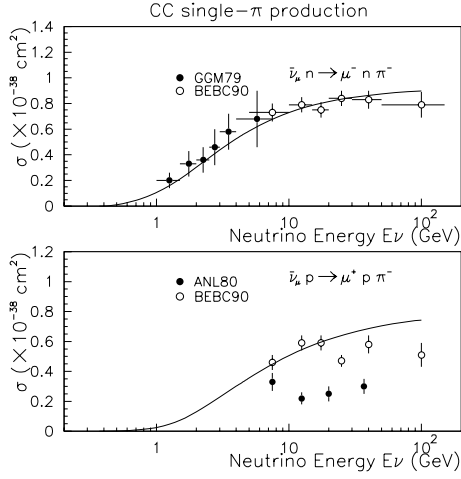 CC single−π production
σ (×10⁻³⁸ cm²)
1.4
1.2
1
0.8
0.6
0.4
0.2
0
GGM79
BEBC90
ν̄μ n → μ⁻ n π⁻
1
10
10²
Neutrino Energy Eν (GeV)
σ (×10⁻³⁸ cm²)
1.2
1
0.8
0.6
0.4
0.2
0
ANL80
BEBC90
ν̄μ p → μ⁺ p π⁻
1
10
10²
Neutrino Energy Eν (GeV)